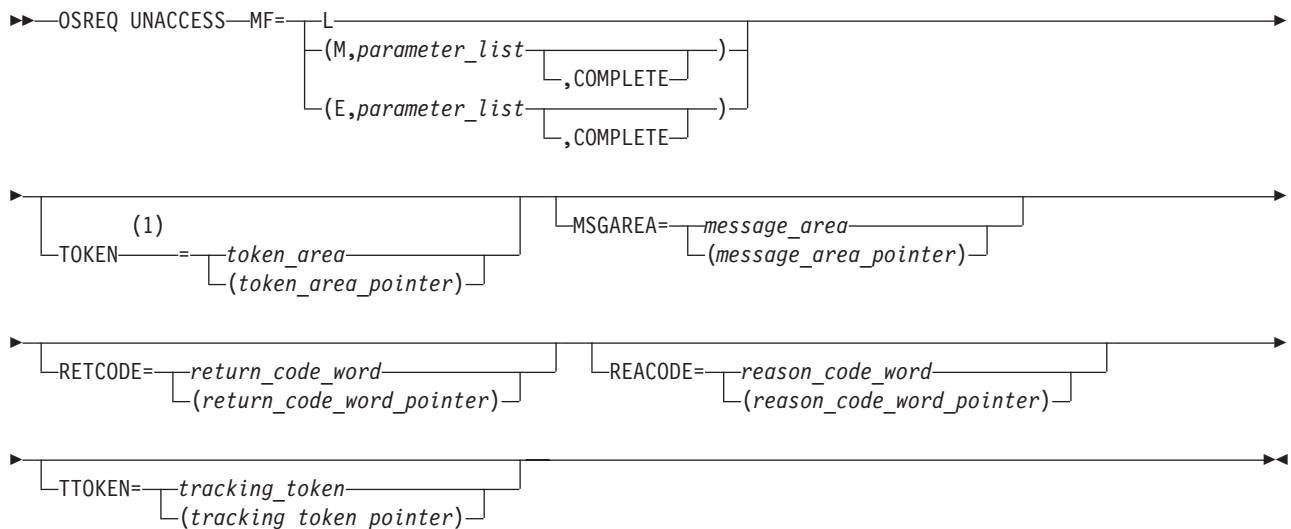 OSREQ UNACCESS MF= L
(M,parameter_list ,COMPLETE )
(E,parameter_list ,COMPLETE )
TOKEN (1) = token_area
(token_area_pointer)
MSGAREA= message_area
(message_area_pointer)
RETCODE= return_code_word
(return_code_word_pointer)
REACODE= reason_code_word
(reason_code_word_pointer)
TTOKEN= tracking_token
(tracking token pointer)